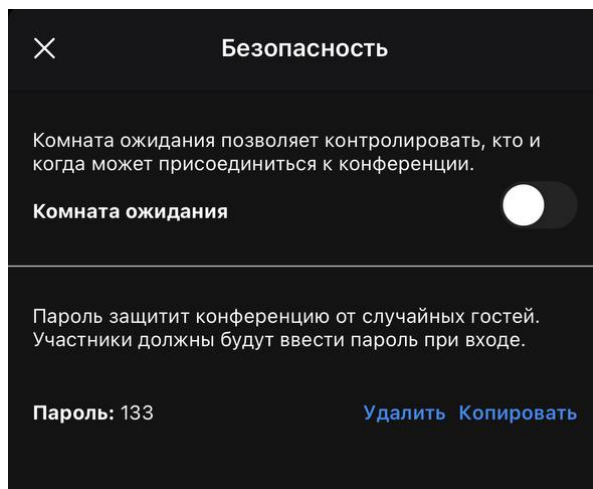 Безопасность
Комната ожидания позволяет контролировать, кто и
когда может присоединиться к конференции.
Комната ожидания
Пароль защитит конференцию от случайных гостей.
Участники должны будут ввести пароль при входе.
Пароль: 133 Удалить Копировать